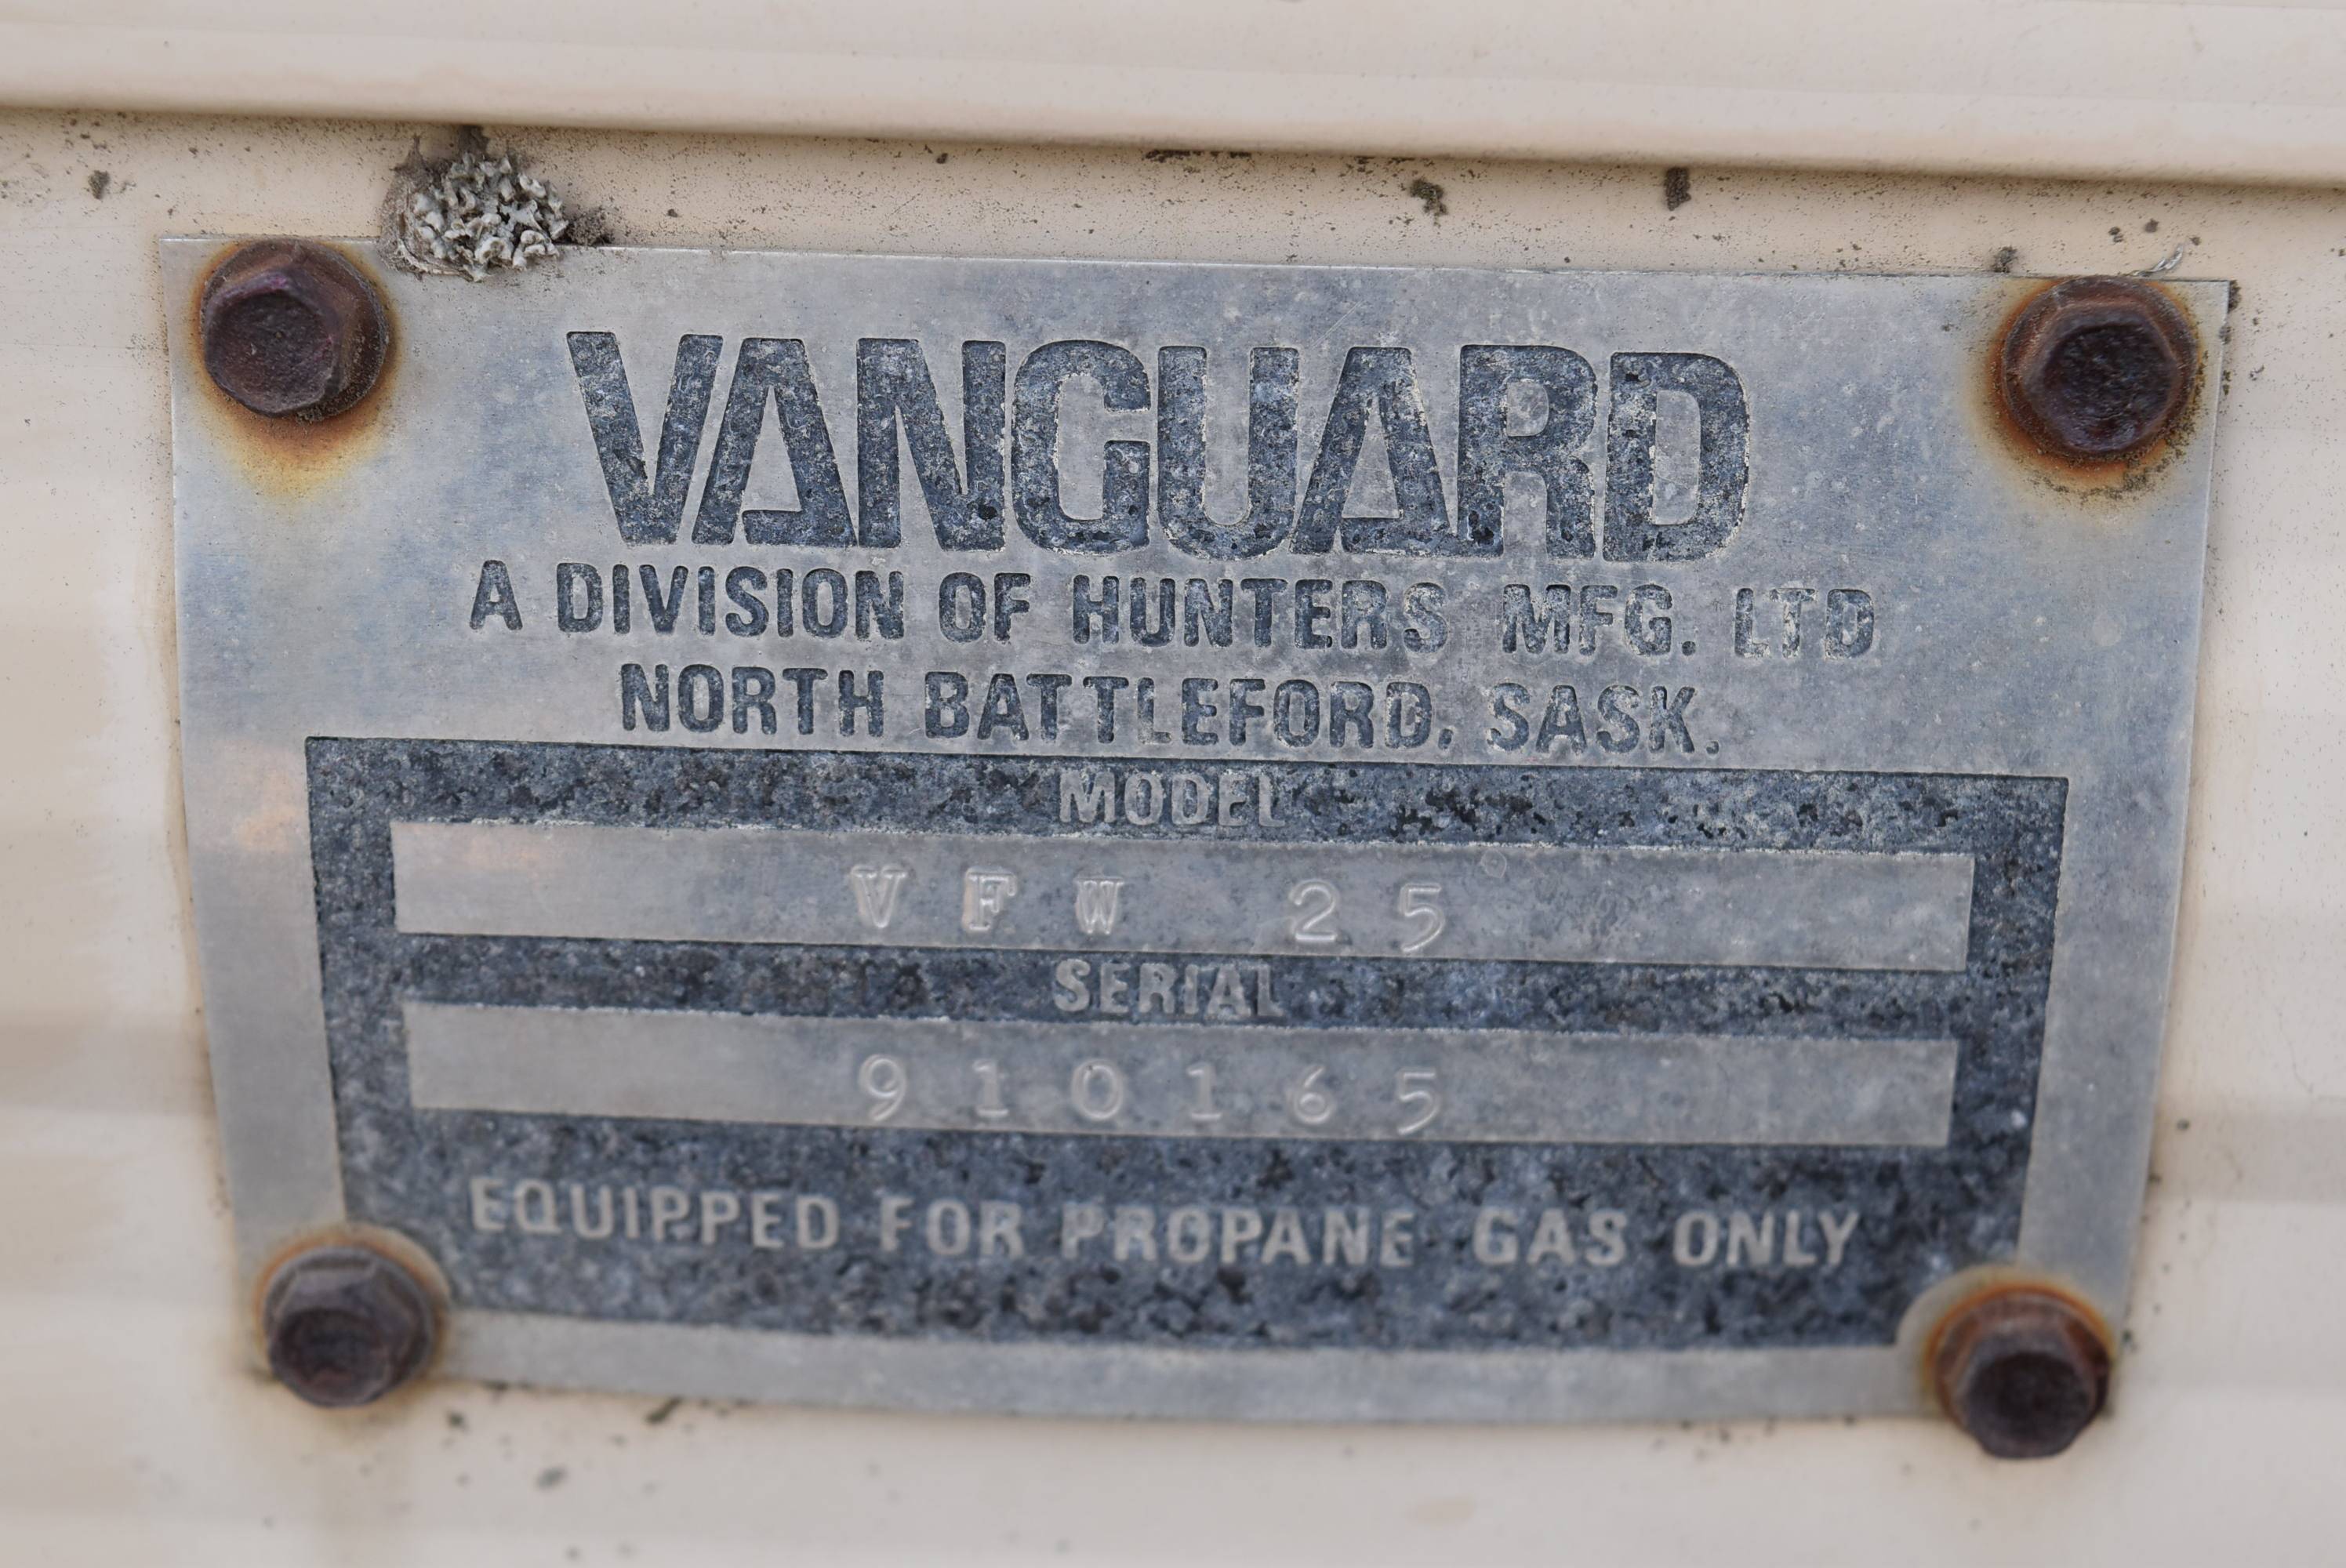 VANGUARD
A DIVISION OF HUNTERS MFG. LTD
NORTH BATTLEFORD, SASK.
MODEL
VFW 25
SERIAL
910165
EQUIPPED FOR PROPANE GAS ONLY